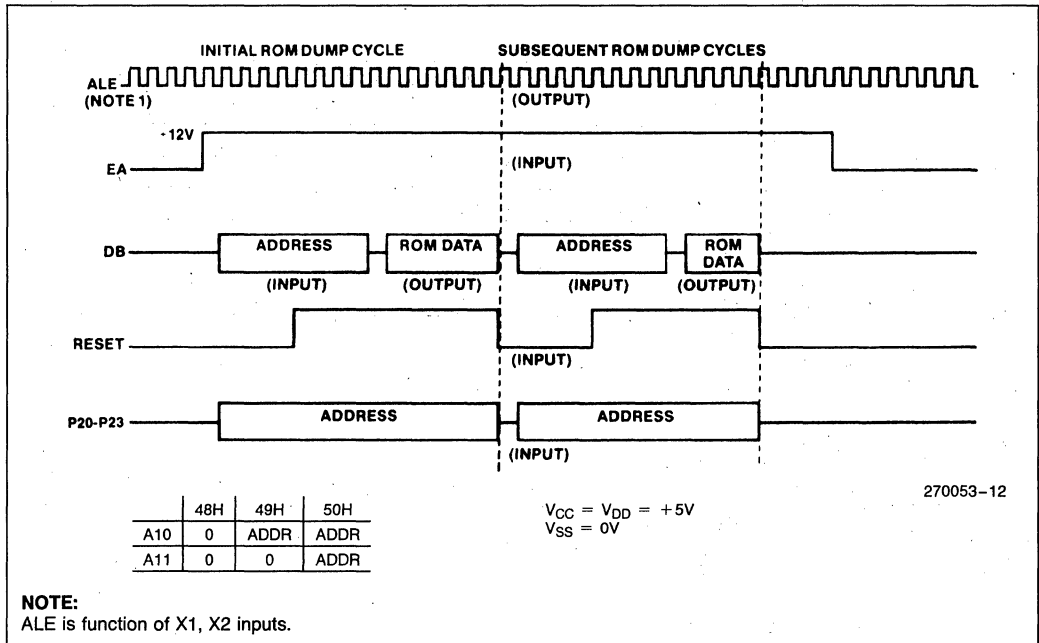 INITIAL ROM DUMP CYCLE SUBSEQUENT ROM DUMP CYCLES
ALE
(NOTE 1) (OUTPUT)
-12V
EA (INPUT)
DB ADDRESS ROM DATA ADDRESS ROM
DATA
(INPUT) (OUTPUT) (INPUT) (OUTPUT)
RESET (INPUT)
P20-P23 ADDRESS ADDRESS
(INPUT)
270053-12
48H 49H 50H
A10 0 ADDR ADDR
A11 0 0 ADDR
VCC = VDD = +5V
VSS = 0V
NOTE:
ALE is function of X1, X2 inputs.